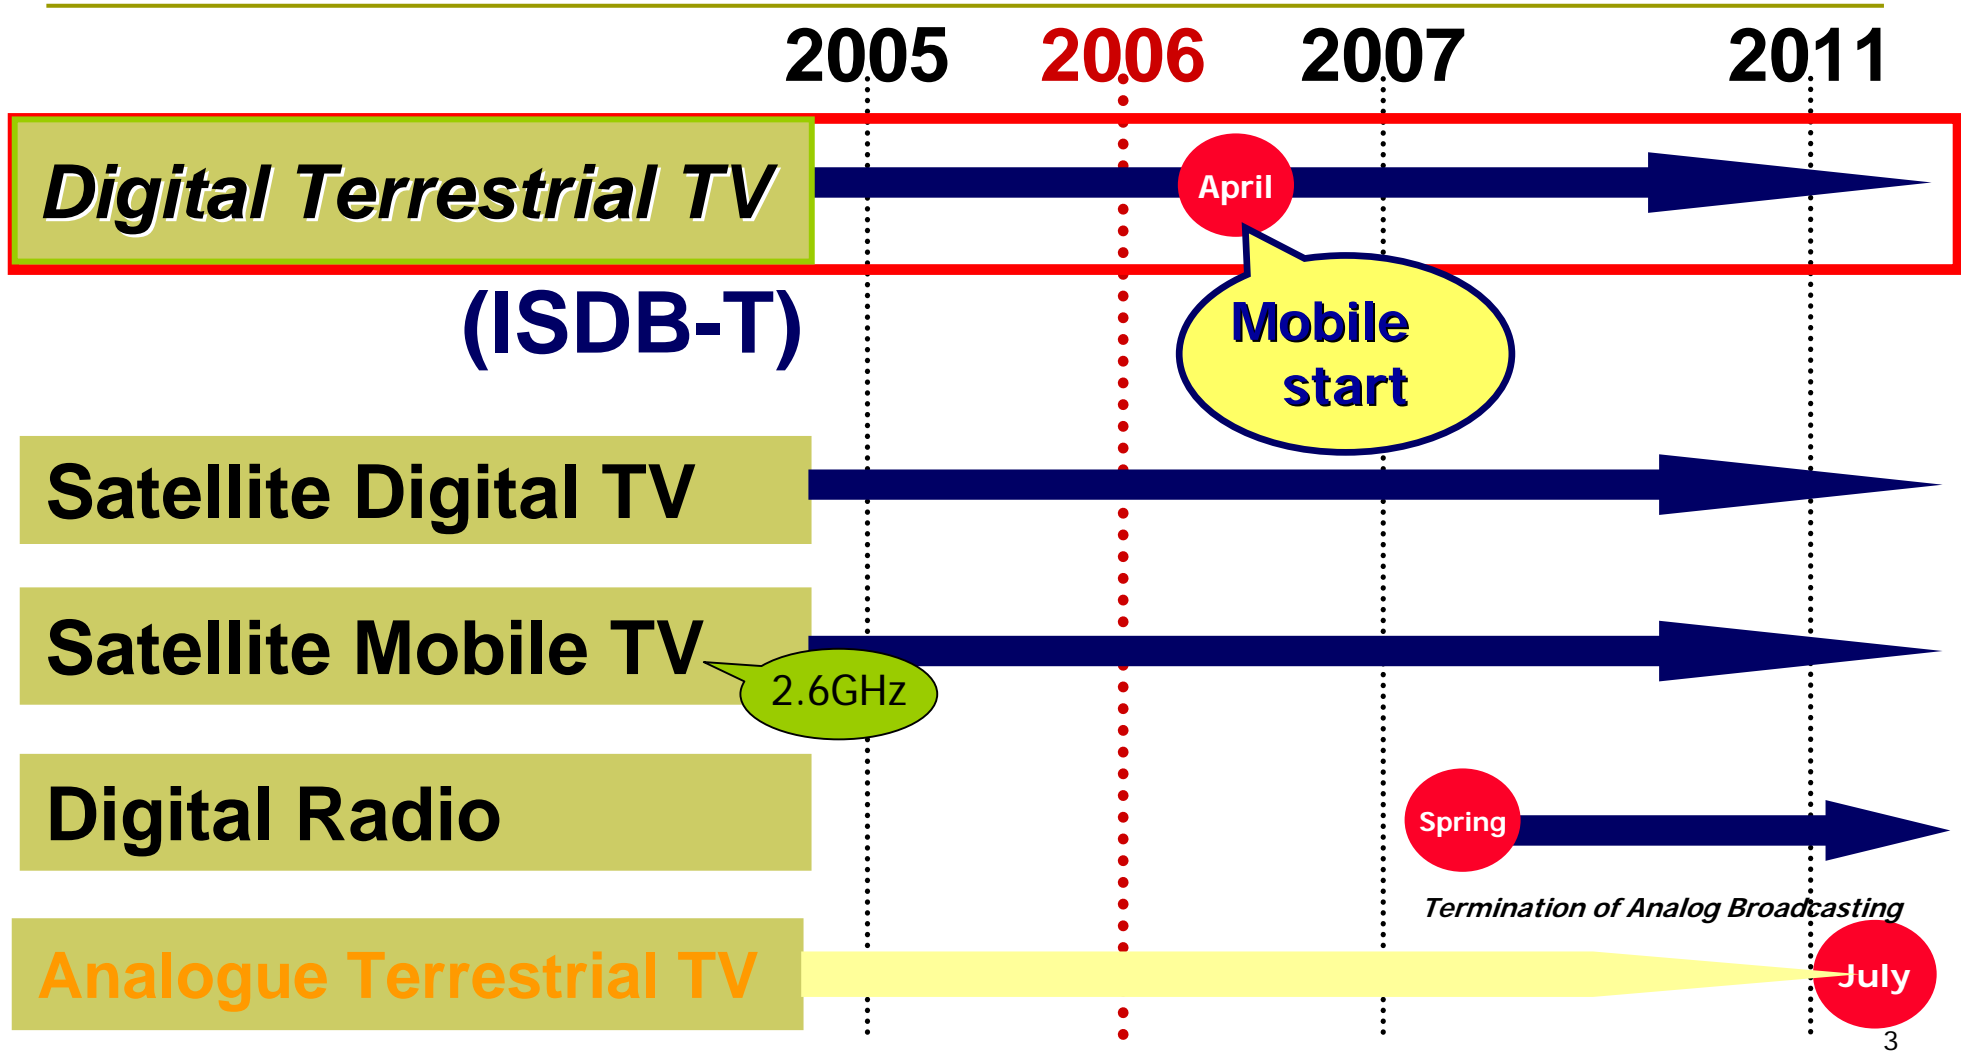 2005 2006 2007 2011
Digital Terrestrial TV
April
(ISDB-T)
Mobile
start
Satellite Digital TV
Satellite Mobile TV
2.6GHz
Digital Radio
Spring
Termination of Analog Broadcasting
Analogue Terrestrial TV
July
3